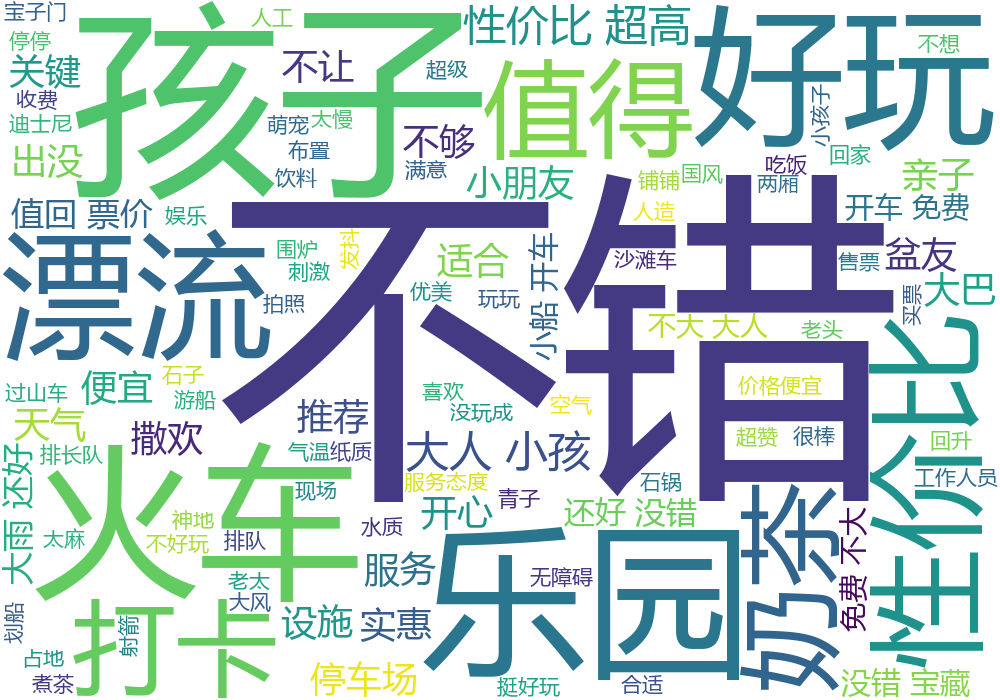 宝子门
人工
孩子
性价比 超高
好玩
停停
关键
不让
超级
值得
不想
收费
迪士尼
萌宠
太慢
不够
小孩子
出没
布置
满意
饮料
小朋友
铺铺
国风
吃饭
两厢
回家
亲子
值回 票价
娱乐
不错
人造
开车 免费
漂流
围炉
刺激
发抖
适合
小船 开车
沙滩车
售票
盆友
拍照
优美
玩玩
不大 大人
老头
买票
大巴
过山车
便宜
石子
游船
喜欢
没玩成
空气
价格便宜
性价比
天气
撒欢
推荐
大人 小孩
超赞
很棒
回升
大雨 还好
排长队
火车
气温
纸质
服务态度
石锅
工作人员
现场
青子
开心
还好 没错
奶奈
神地
水质
太麻
不好玩
排队
乐园
免费 不大
老太
服务
无障碍
划船
打卡
射箭
大风
设施
实惠
占地
煮茶
停车场
挺好玩
合适
没错 宝藏